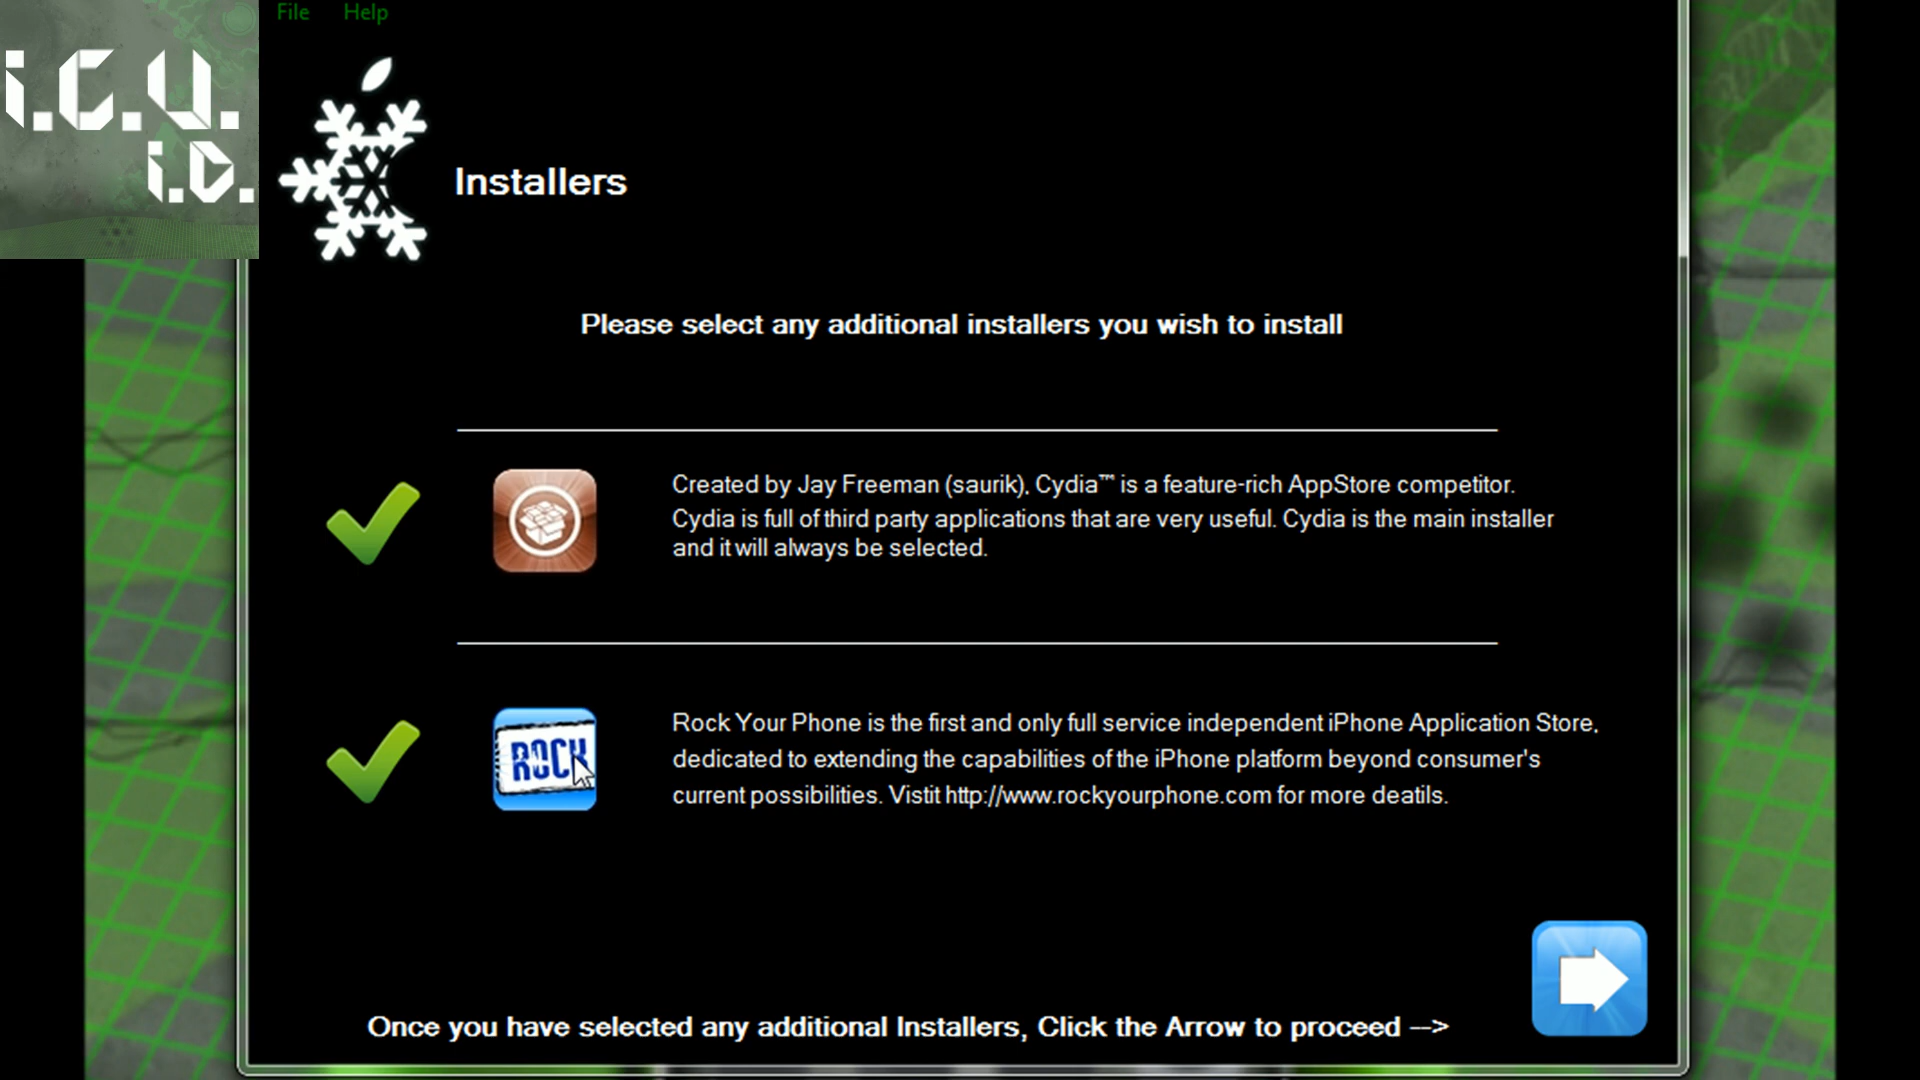 File Help
i.C.U.
i.D.
Installers
Please select any additional installers you wish to install
Created by Jay Freeman (saurik), Cydia™ is a feature-rich AppStore competitor.
Cydia is full of third party applications that are very useful. Cydia is the main installer
and it will always be selected.
ROCK
Rock Your Phone is the first and only full service independent iPhone Application Store,
dedicated to extending the capabilities of the iPhone platform beyond consumer's
current possibilities. Vistit http://www.rockyourphone.com for more deatils.
Once you have selected any additional Installers, Click the Arrow to proceed -->